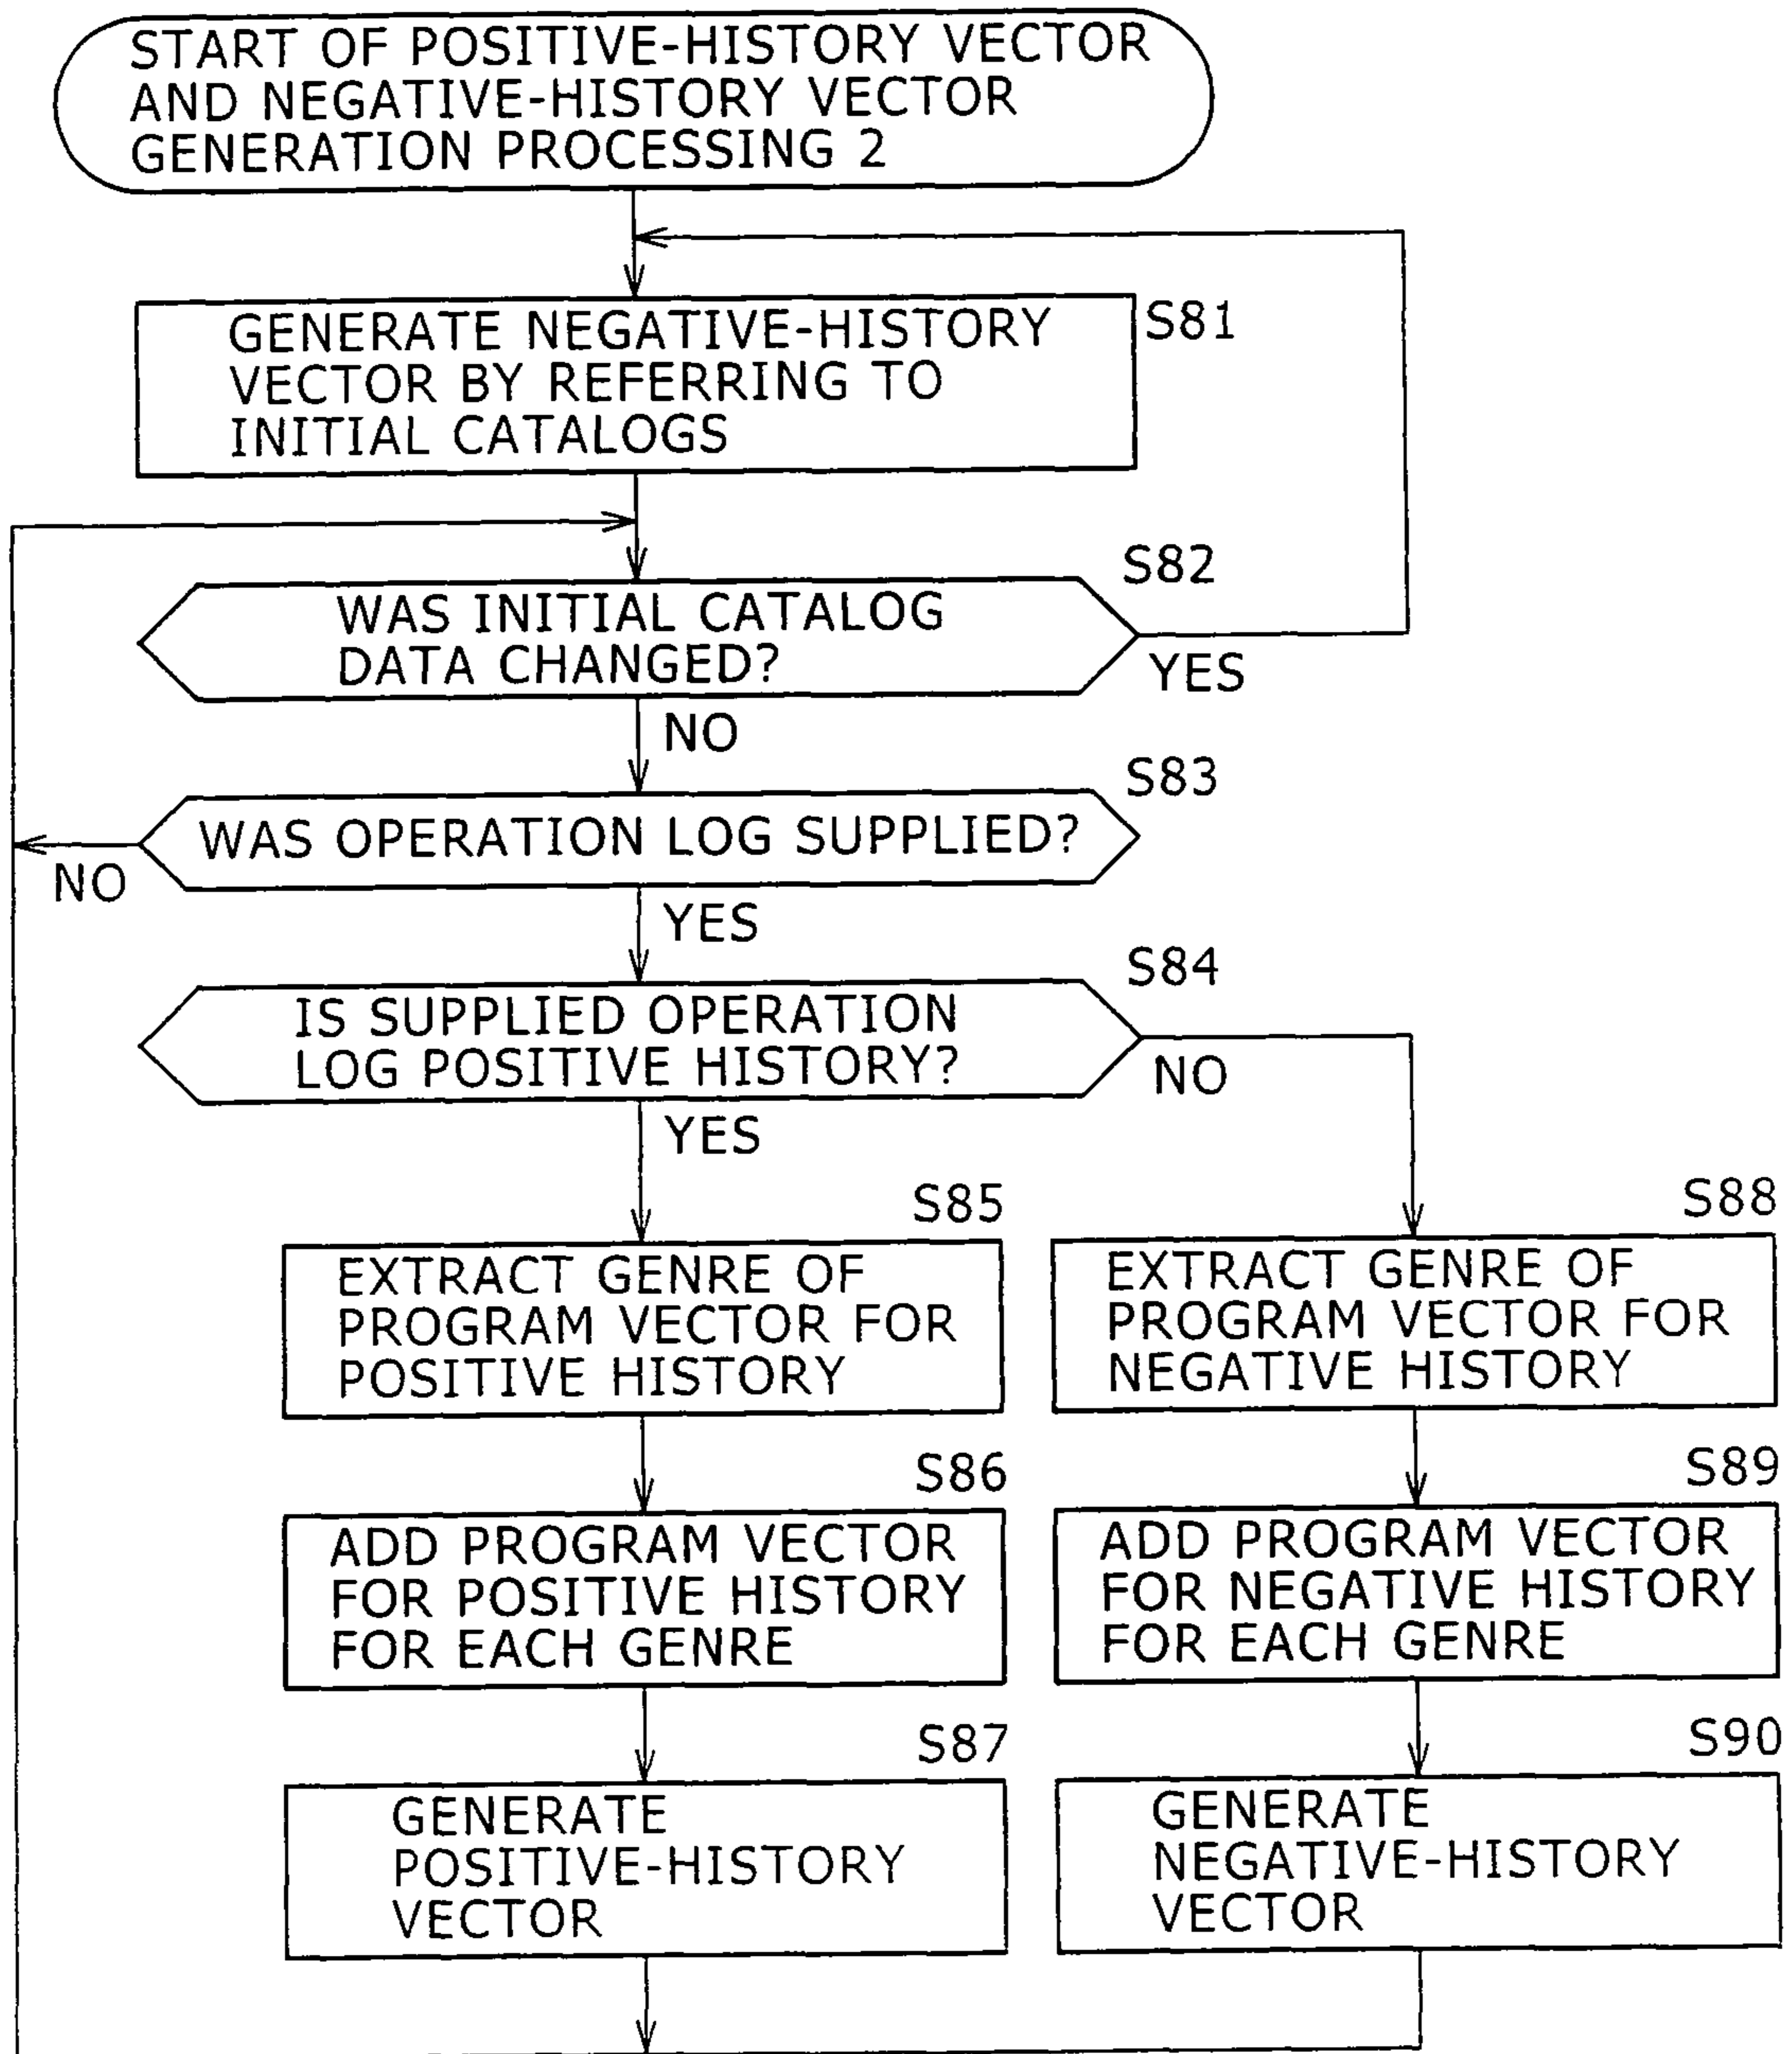 START OF POSITIVE-HISTORY VECTOR
AND NEGATIVE-HISTORY VECTOR
GENERATION PROCESSING 2
GENERATE NEGATIVE-HISTORY
VECTOR BY REFERRING TO
INITIAL CATALOGS
S81
S82
WAS INITIAL CATALOG
DATA CHANGED?
YES
NO
S83
WAS OPERATION LOG SUPPLIED?
NO
YES
S84
IS SUPPLIED OPERATION
LOG POSITIVE HISTORY?
NO
YES
S85
EXTRACT GENRE OF
PROGRAM VECTOR FOR
POSITIVE HISTORY
S88
EXTRACT GENRE OF
PROGRAM VECTOR FOR
NEGATIVE HISTORY
S86
ADD PROGRAM VECTOR
FOR POSITIVE HISTORY
FOR EACH GENRE
S89
ADD PROGRAM VECTOR
FOR NEGATIVE HISTORY
FOR EACH GENRE
S87
GENERATE
POSITIVE-HISTORY
VECTOR
S90
GENERATE
NEGATIVE-HISTORY
VECTOR